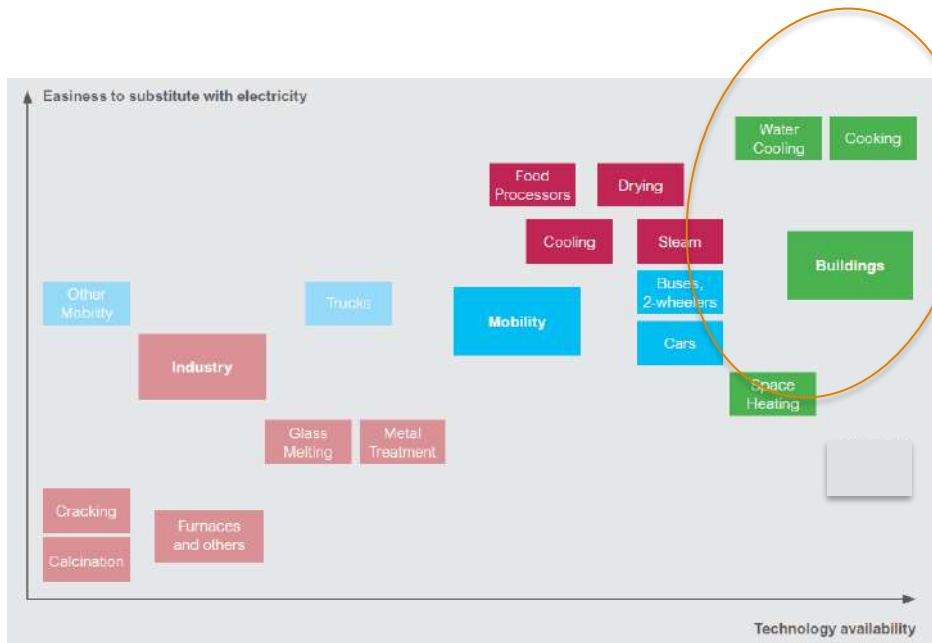 Easiness to substitute with electricity
Water
Cooling
Cooking
Food
Processors
Drying
Cooling
Steam
Buildings
Other
Mobility
Trucks
Mobility
Buses,
2-wheelers
Cars
Industry
Space
Heating
Glass
Melting
Metal
Treatment
Cracking
Furnaces
and others
Calcination
Technology availability